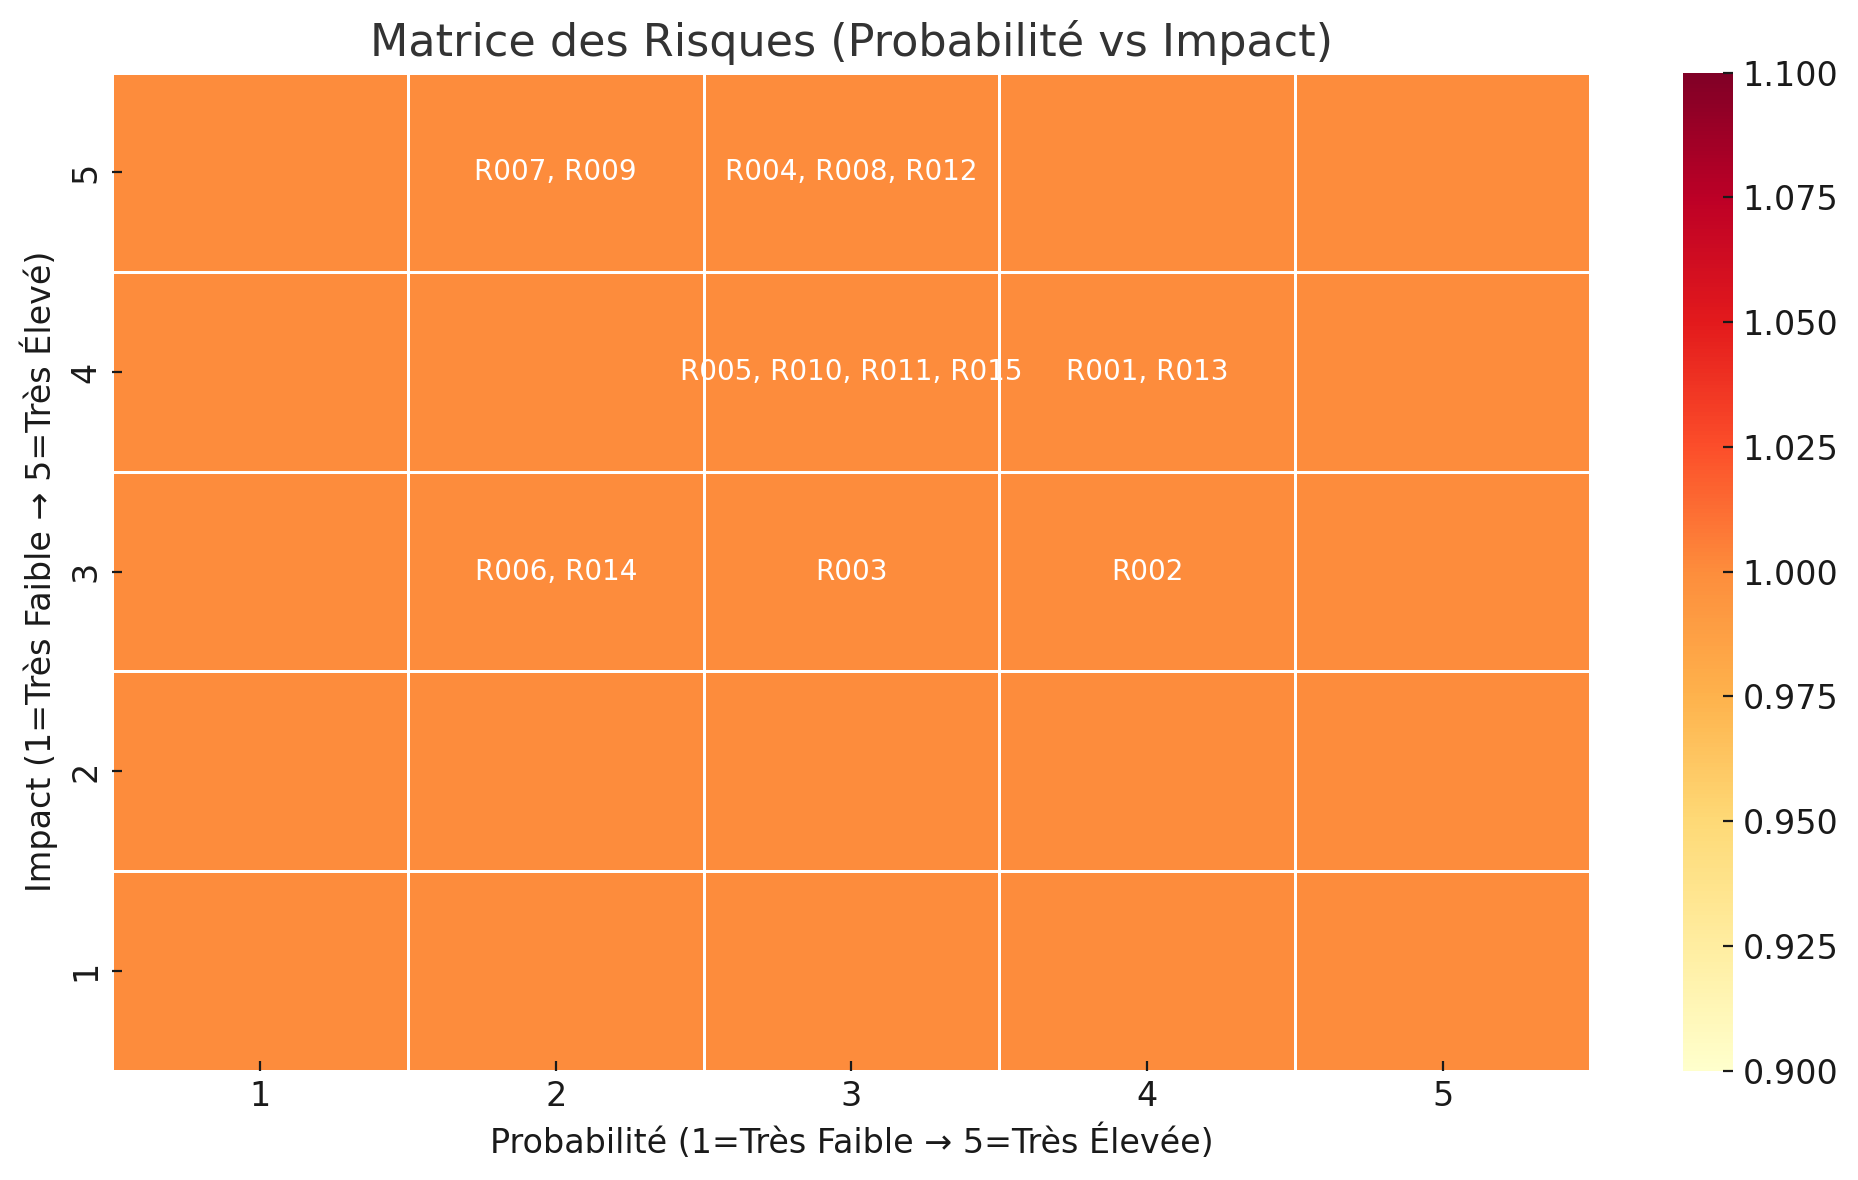 Matrice des Risques (Probabilité vs Impact)
Impact (1=Très Faible → 5=Très Élevé)
5
R007, R009
R004, R008, R012
4
R005, R010, R011, R015
R001, R013
3
R006, R014
R003
R002
2
1
1
2
3
4
5
Probabilité (1=Très Faible → 5=Très Élevée)
1.100
1.075
1.050
1.025
1.000
0.975
0.950
0.925
0.900